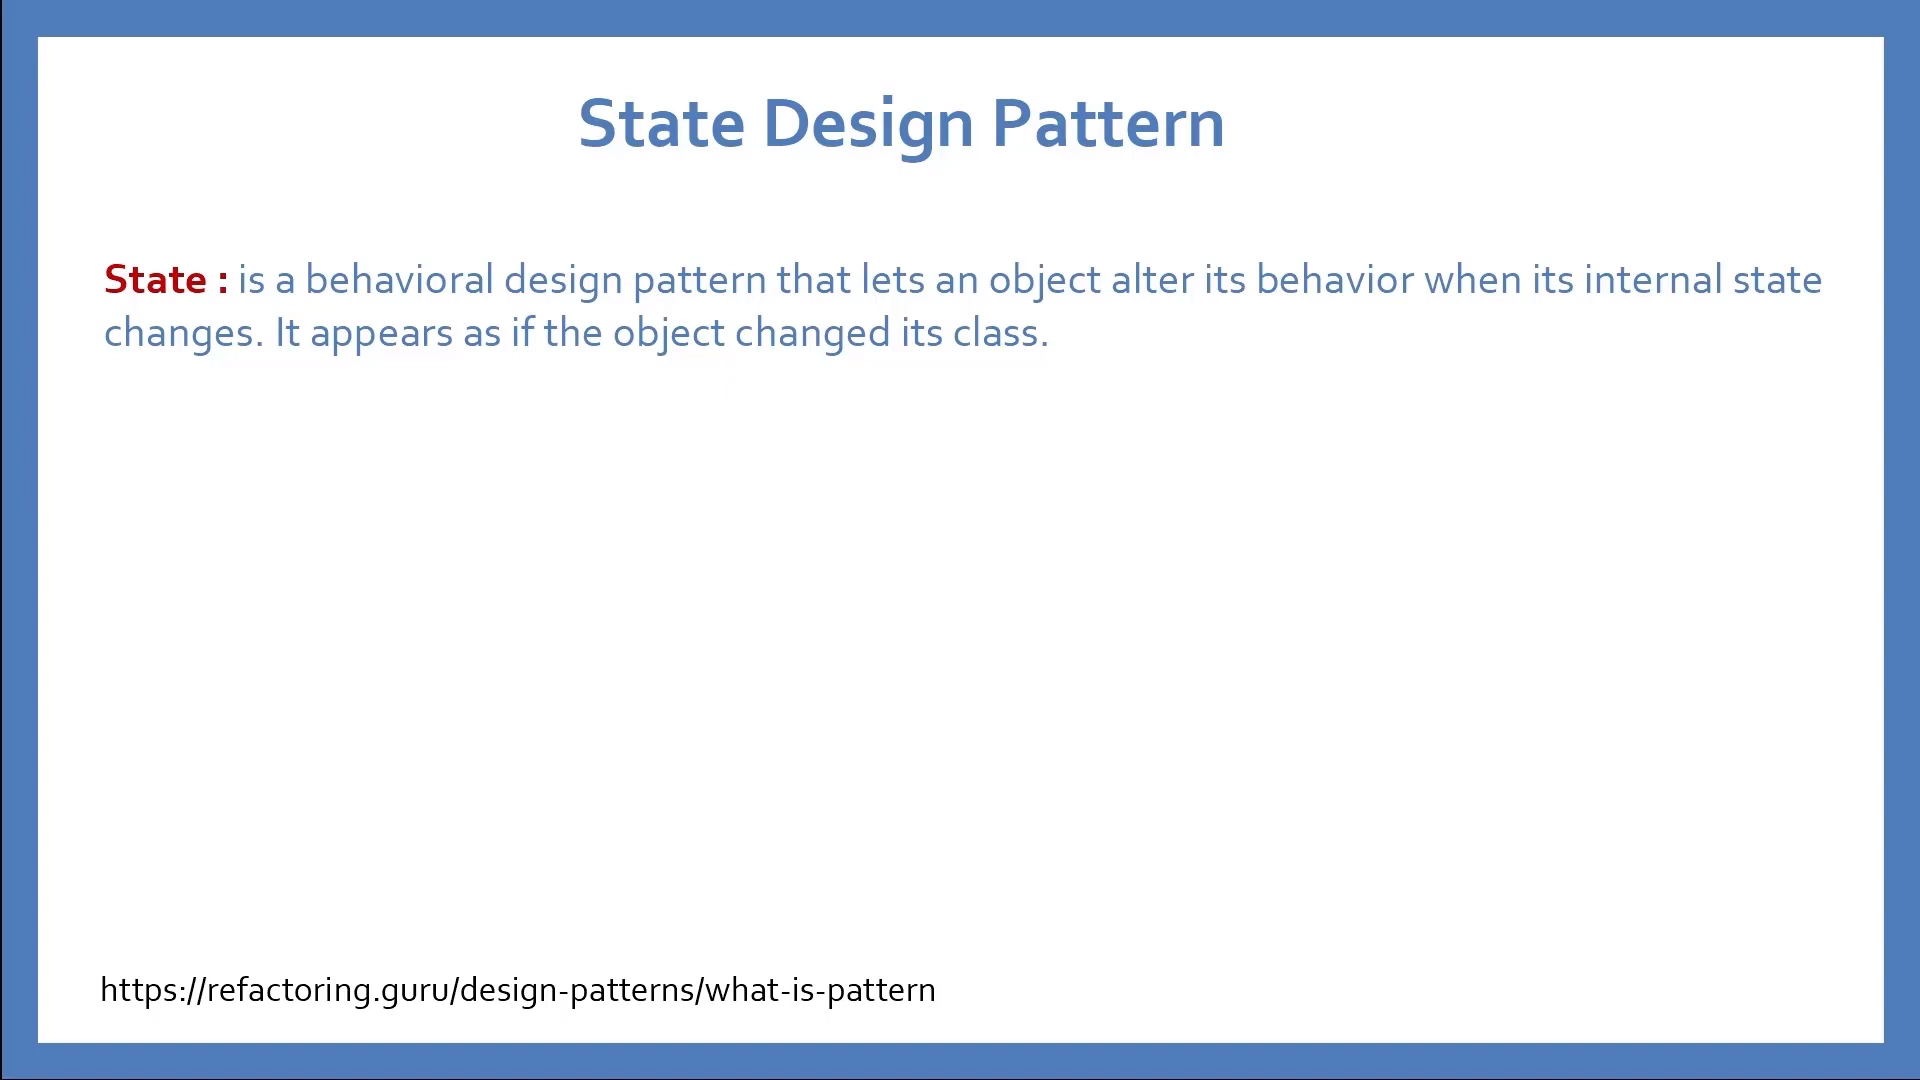 State Design Pattern
State : is a behavioral design pattern that lets an object alter its behavior when its internal state
changes. It appears as if the object changed its class.
https://refactoring.guru/design-patterns/what-is-pattern